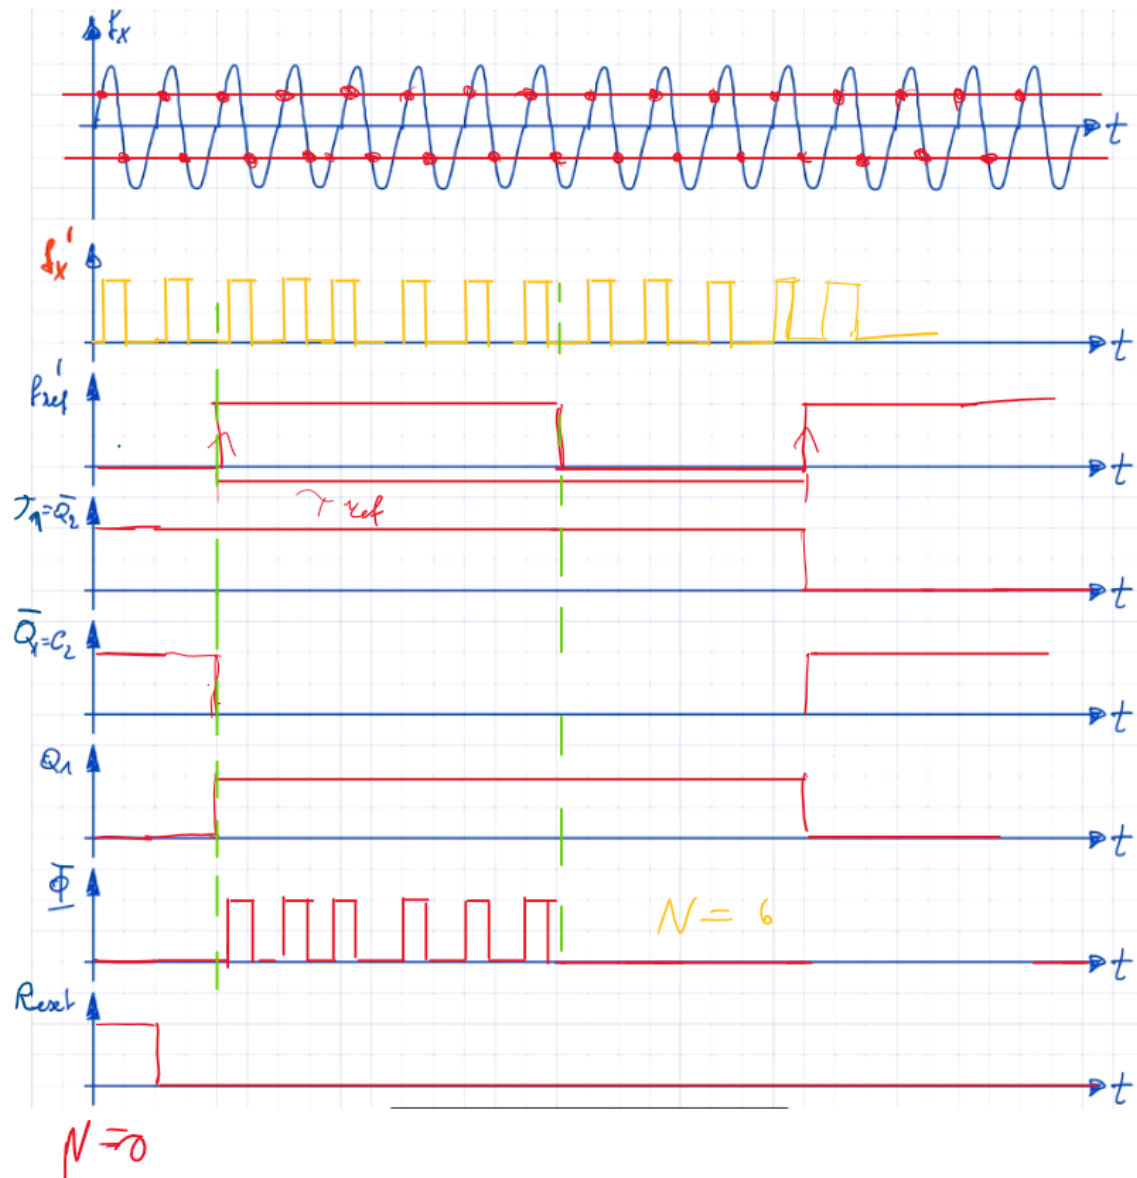 fx
t
fx'
t
fref'
t
J1=Q̅2
τref
t
Q̅1=C2
t
Q1
t
Φ
N = 6
t
Reset
t
N=0